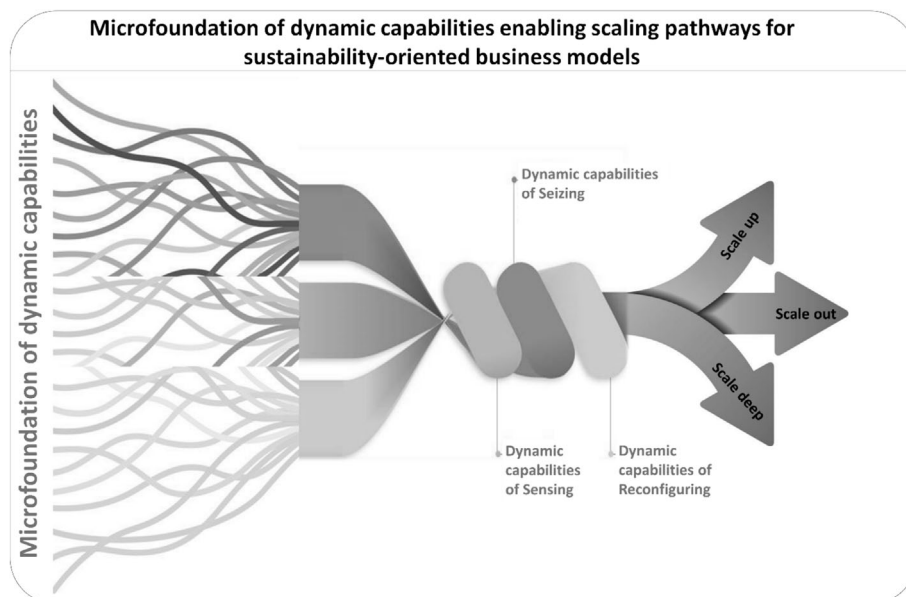 Microfoundation of dynamic capabilities enabling scaling pathways for
sustainability-oriented business models
Microfoundation of dynamic capabilities
Dynamic capabilities
of Seizing
Scale up
Scale out
Scale deep
Dynamic
capabilities
of Sensing
Dynamic
capabilities of
Reconfiguring